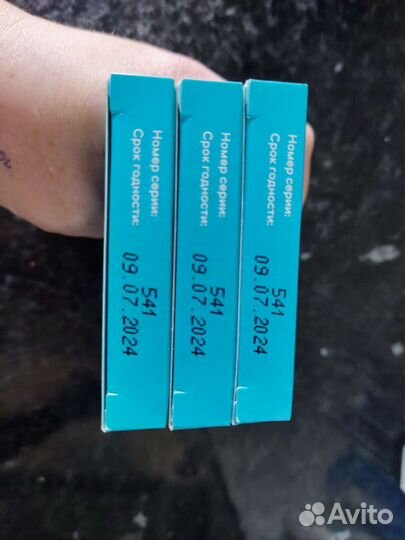 Номер серии:
Срок годности:
541
09.07.2024
Номер серии:
Срок годности:
541
09.07.2024
Номер серии:
Срок годности:
541
09.07.2024
Avito